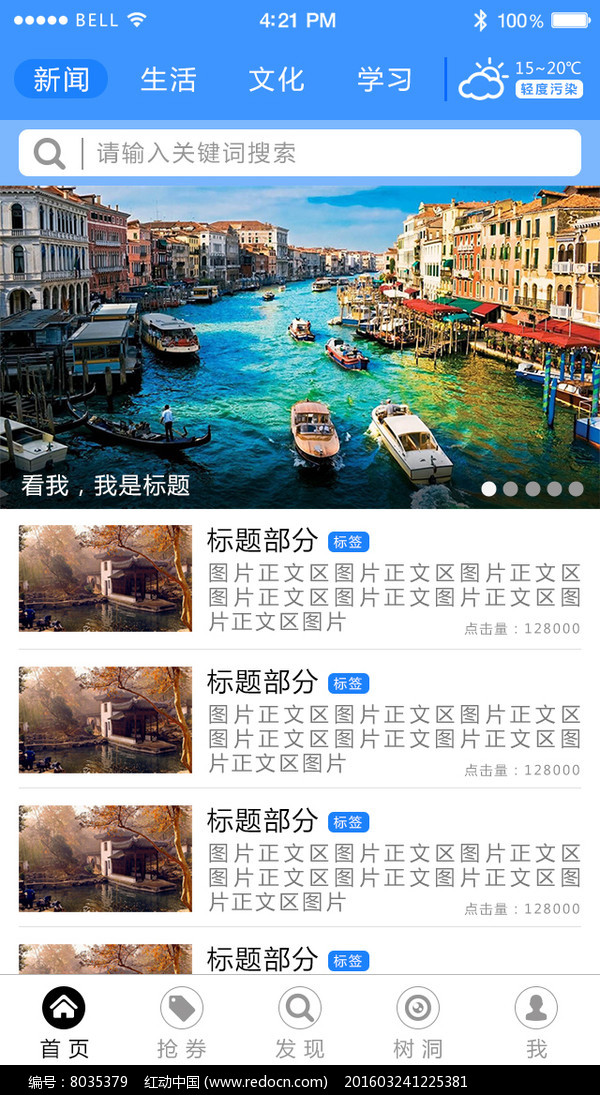 BELL 4:21 PM 100%
新闻 生活 文化 学习 15~20℃
轻度污染
请输入关键词搜索
看我，我是标题
标题部分 标签
图片正文区图片正文区图片正文区
图片正文区图片正文区图片正文区图
片正文区图片
点击量：128000
标题部分 标签
图片正文区图片正文区图片正文区
图片正文区图片正文区图片正文区图
片正文区图片
点击量：128000
标题部分 标签
图片正文区图片正文区图片正文区
图片正文区图片正文区图片正文区图
片正文区图片
点击量：128000
标题部分 标签
首页 抢券 发现 树洞 我
编号：8035379 红动中国 (www.redocn.com) 201603241225381